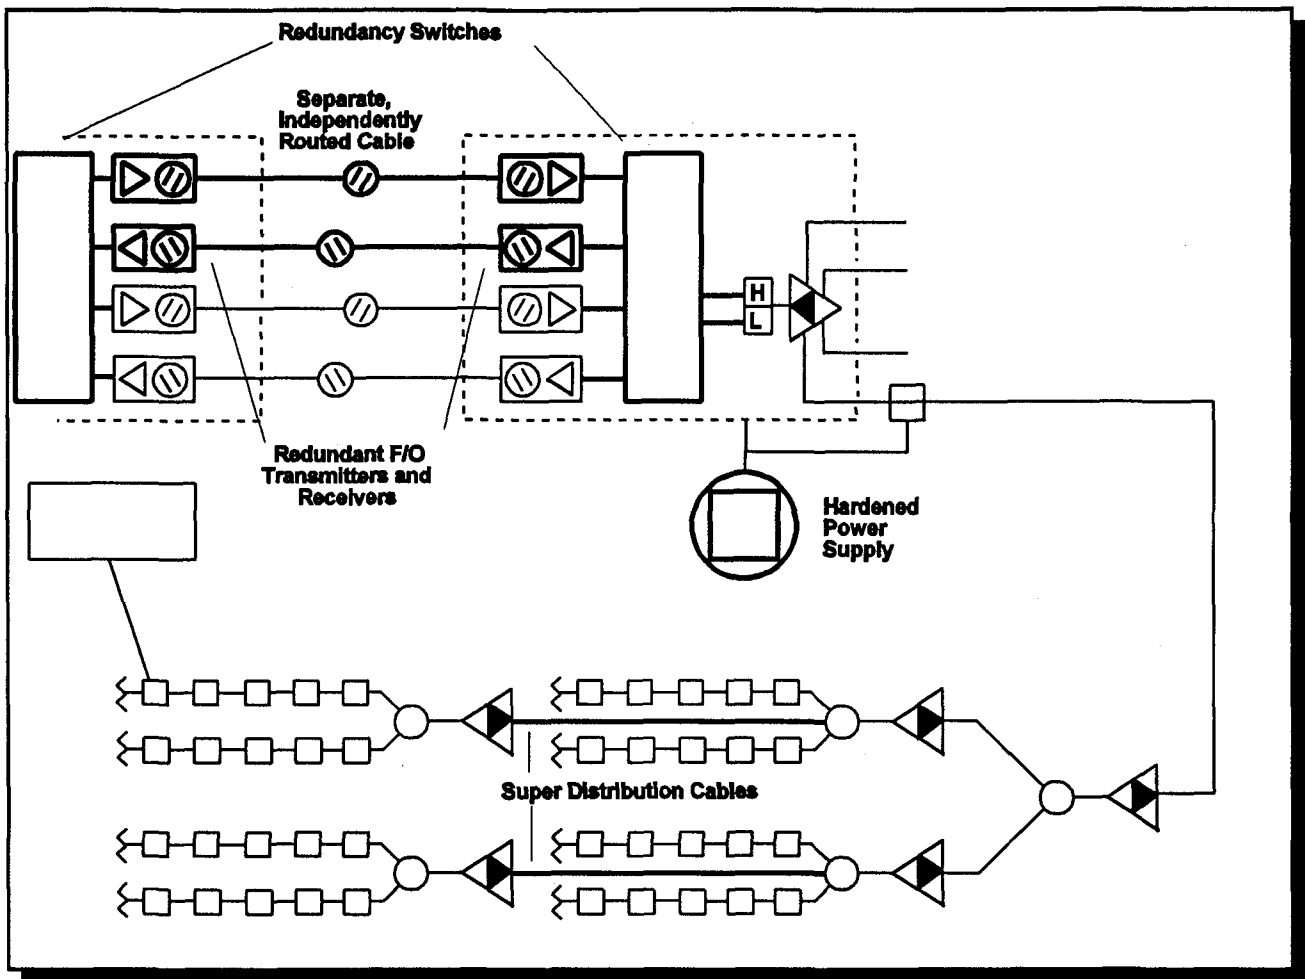 Redundancy Switches
Separate,
Independently
Routed Cable
H
L
Redundant F/O
Transmitters and
Receivers
Hardened
Power
Supply
Super Distribution Cables